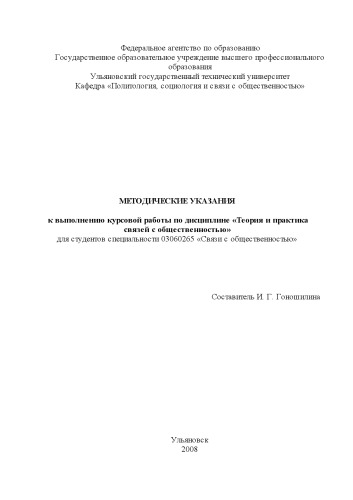 Федеральное агентство по образованию
Государственное образовательное учреждение высшего профессионального
образования
Ульяновский государственный технический университет
Кафедра «Политология, социология и связи с общественностью»
МЕТОДИЧЕСКИЕ УКАЗАНИЯ
к выполнению курсовой работы по дисциплине «Теория и практика
связей с общественностью»
для студентов специальности 03060265 «Связи с общественностью»
Составитель И. Г. Гоношилина
Ульяновск
2008